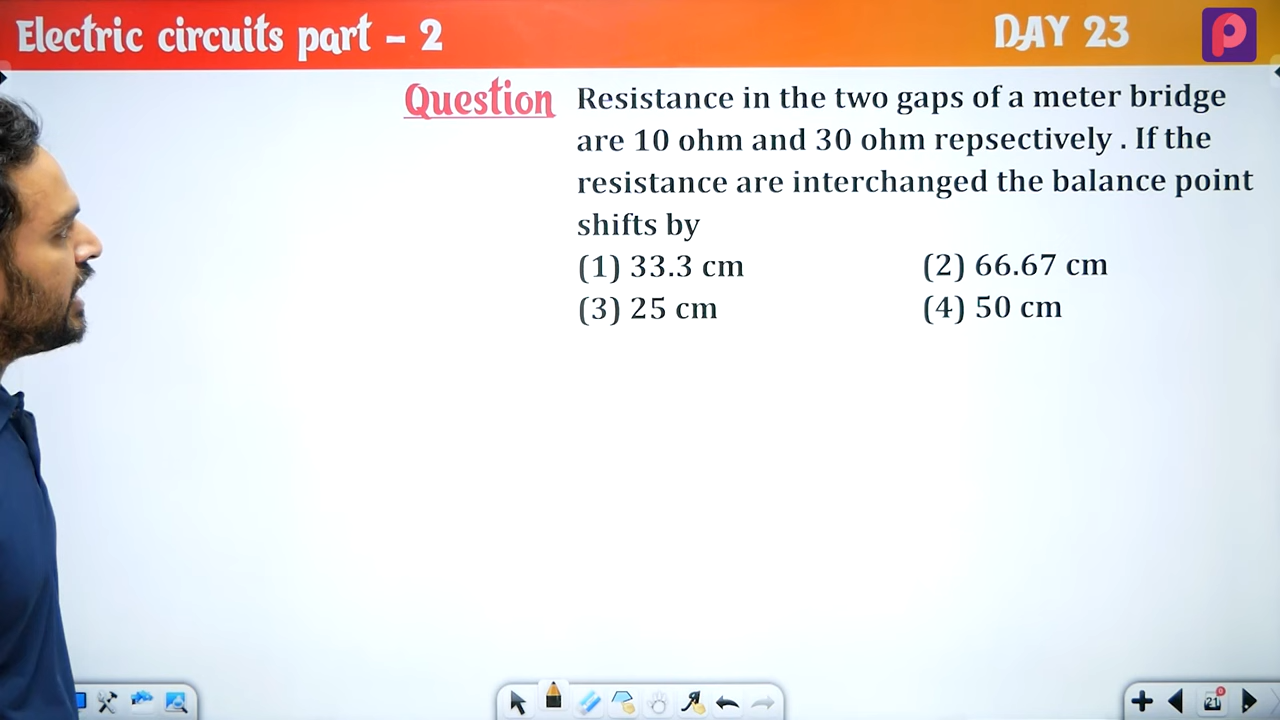 Electric circuits part – 2
DAY 23
Question
Resistance in the two gaps of a meter bridge
are 10 ohm and 30 ohm repsectively . If the
resistance are interchanged the balance point
shifts by
(1) 33.3 cm (2) 66.67 cm
(3) 25 cm (4) 50 cm
21